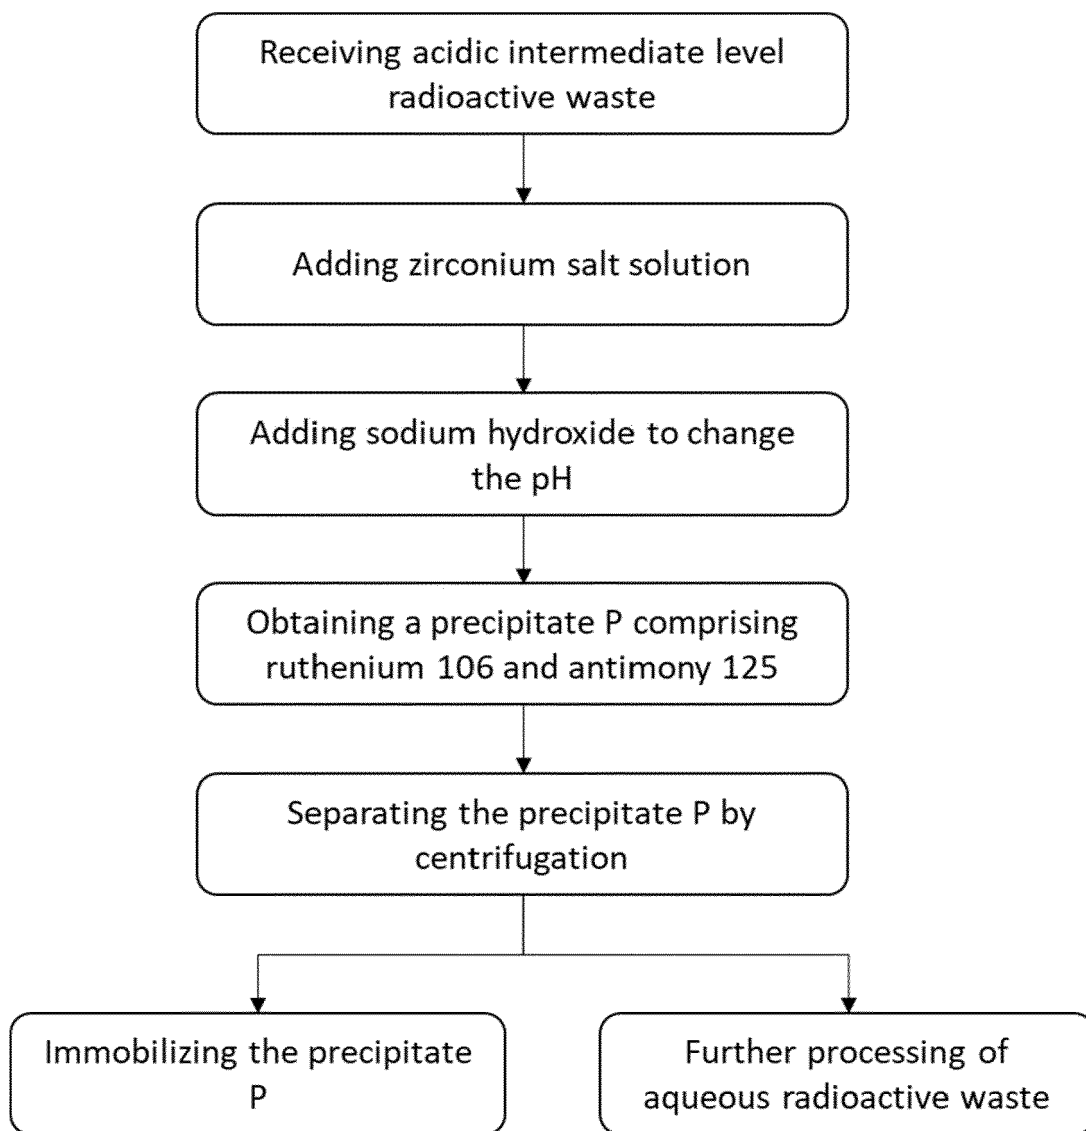 Receiving acidic intermediate level
radioactive waste
Adding zirconium salt solution
Adding sodium hydroxide to change
the pH
Obtaining a precipitate P comprising
ruthenium 106 and antimony 125
Separating the precipitate P by
centrifugation
Immobilizing the precipitate
P
Further processing of
aqueous radioactive waste